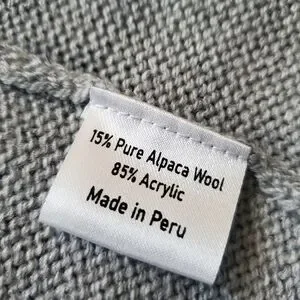 15% Pure Alpaca Wool
85% Acrylic
Made in Peru